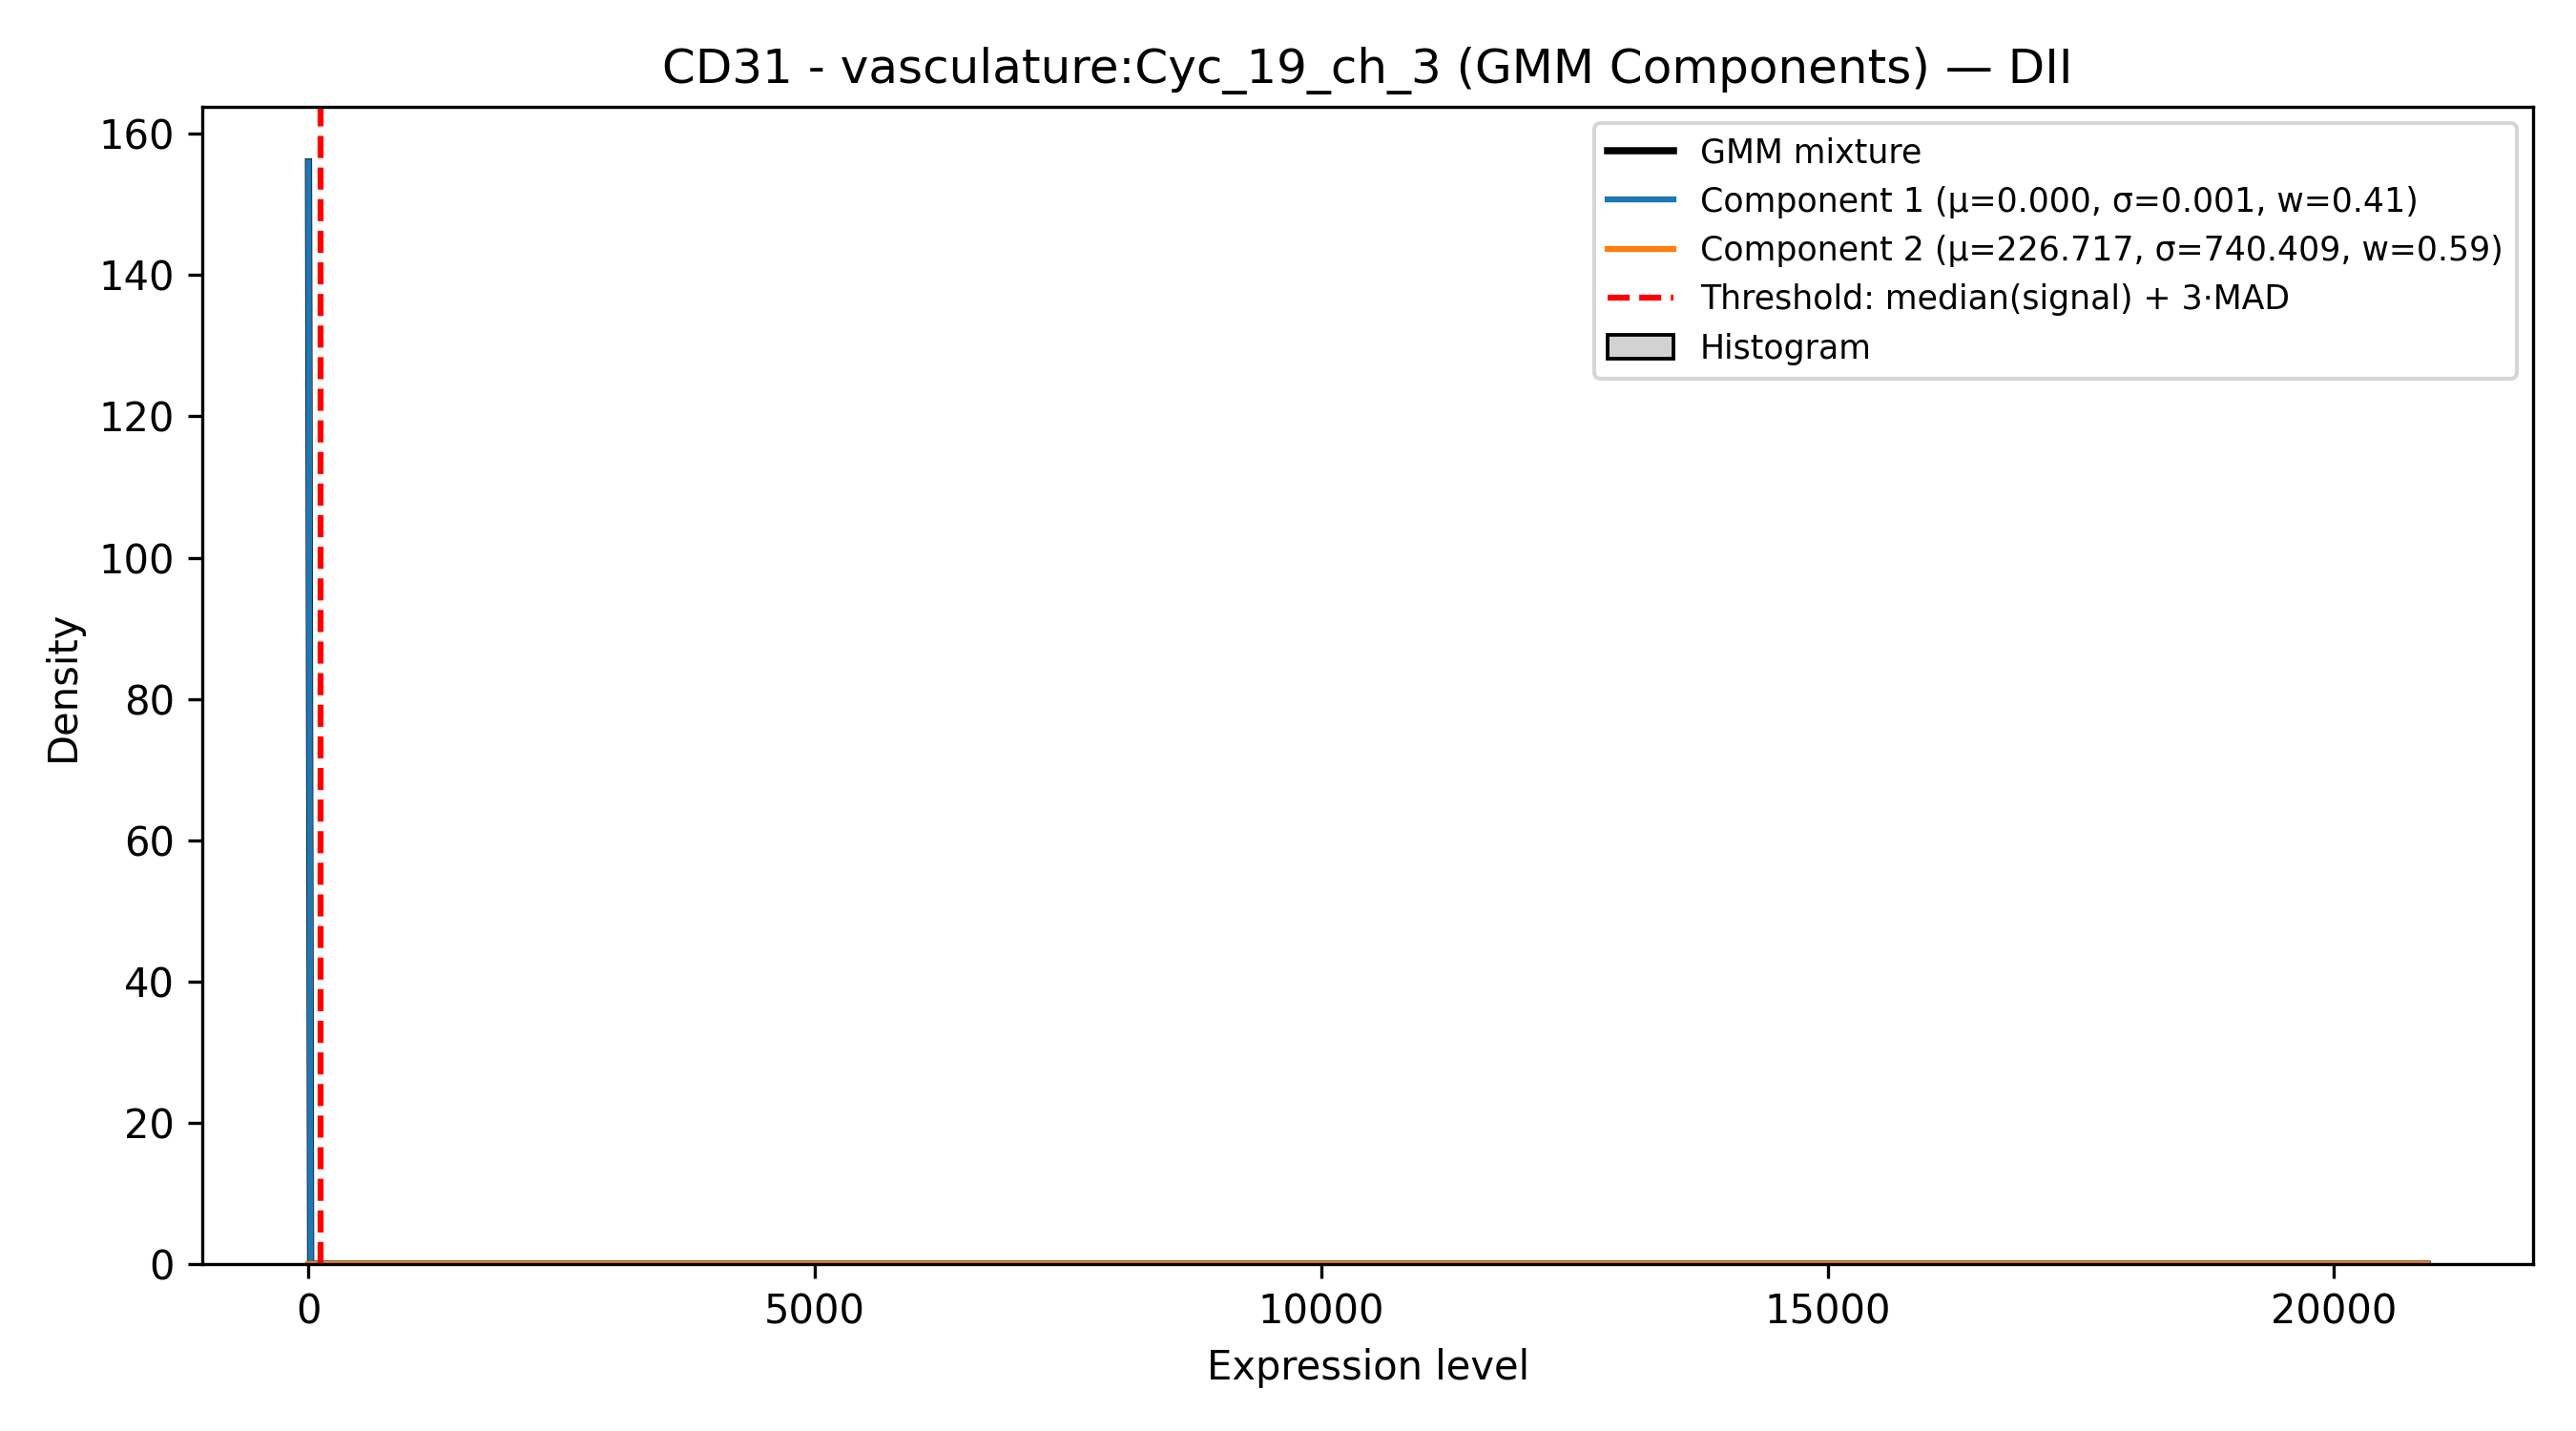 CD31 - vasculature:Cyc_19_ch_3 (GMM Components) — DII
GMM mixture
Component 1 (μ=0.000, σ=0.001, w=0.41)
Component 2 (μ=226.717, σ=740.409, w=0.59)
Threshold: median(signal) + 3·MAD
Histogram
Density
160
140
120
100
80
60
40
20
0
0 5000 10000 15000 20000
Expression level